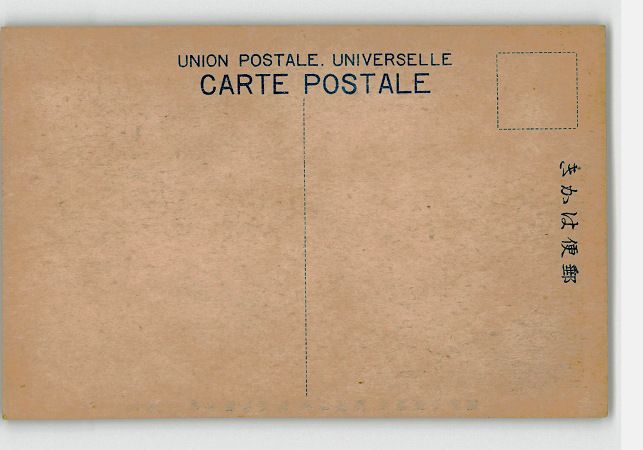 UNION POSTALE. UNIVERSELLE
CARTE POSTALE
郵便はかき